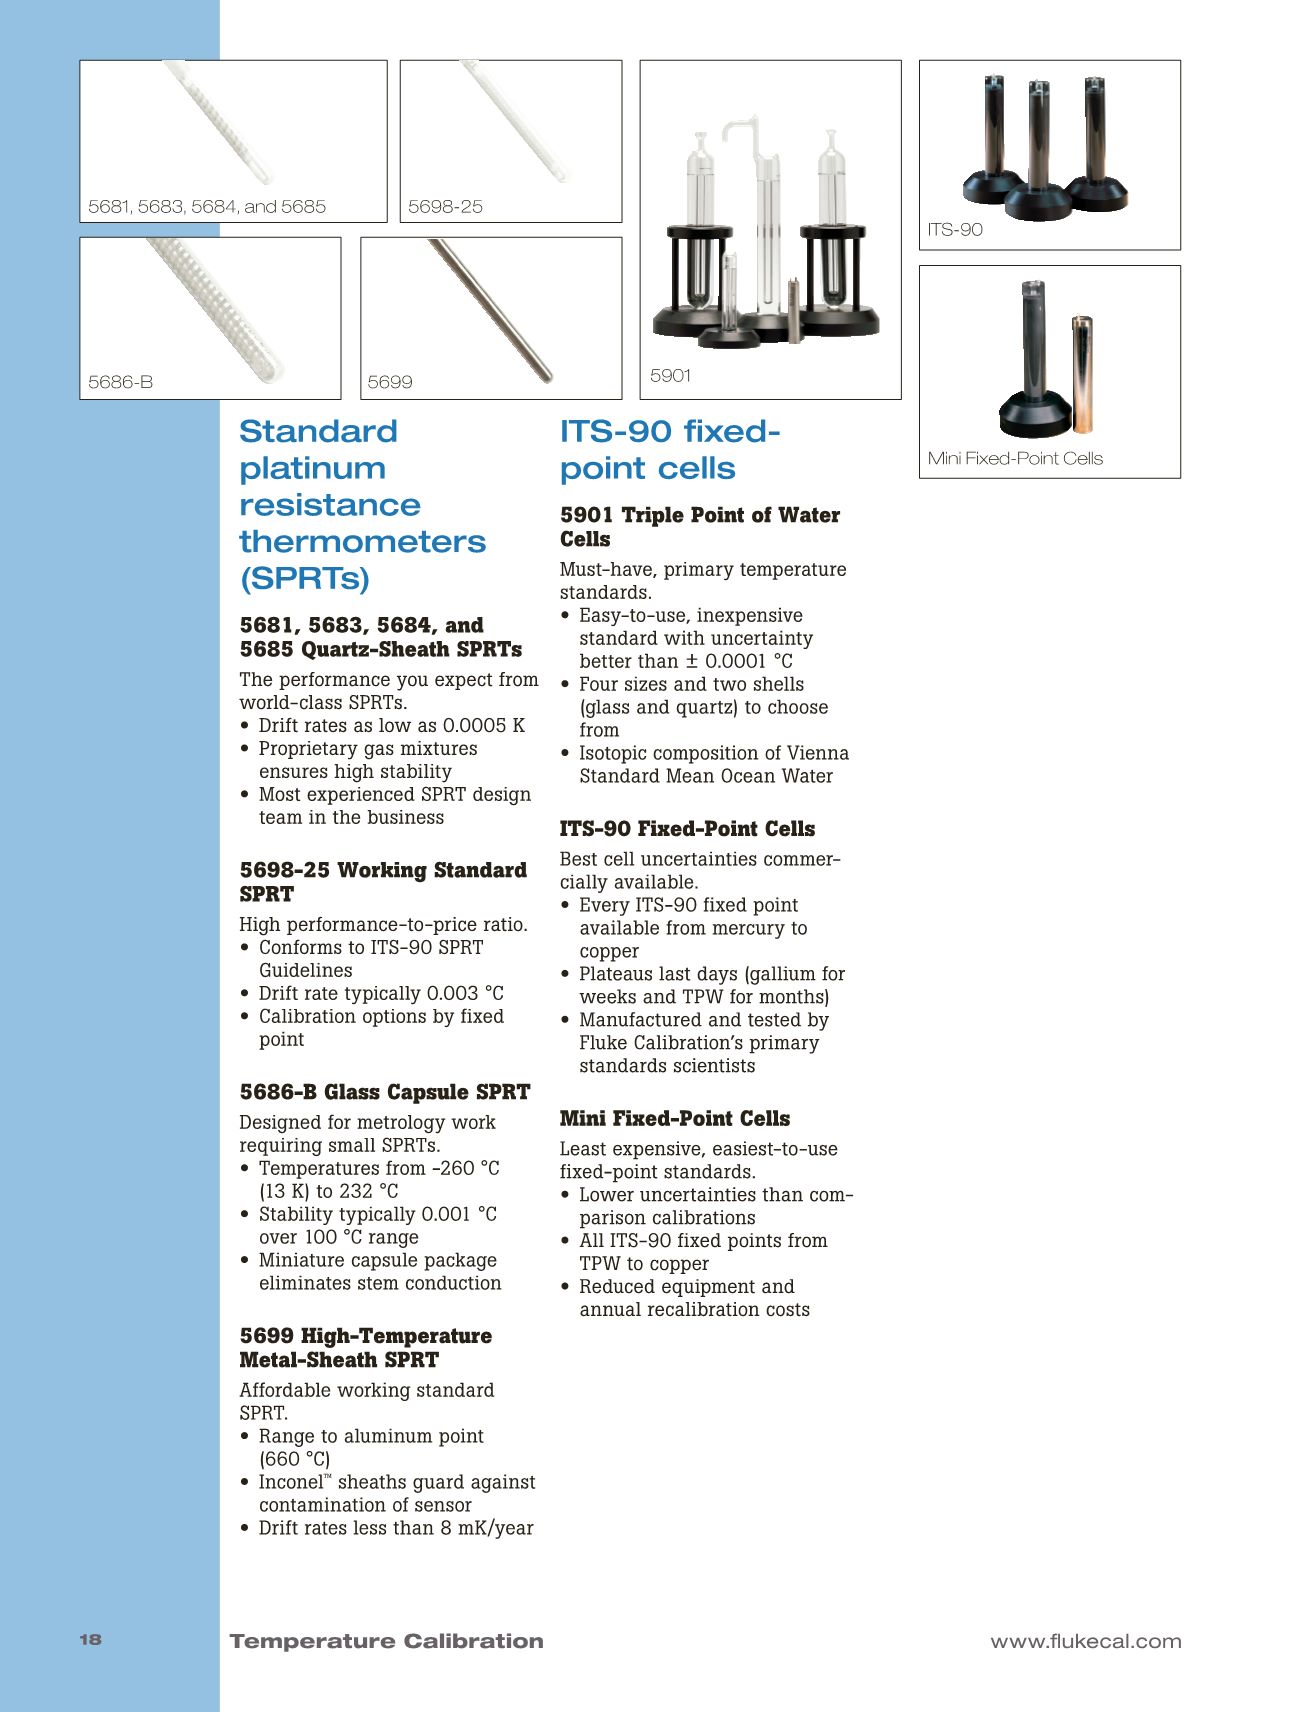 5681, 5683, 5684, and 5685
5698-25
5686-B
5699
5901
ITS-90
Mini Fixed-Point Cells
Standard
platinum
resistance
thermometers
(SPRTs)
5681, 5683, 5684, and
5685 Quartz-Sheath SPRTs
The performance you expect from
world-class SPRTs.
• Drift rates as low as 0.0005 K
• Proprietary gas mixtures
ensures high stability
• Most experienced SPRT design
team in the business
5698-25 Working Standard
SPRT
High performance-to-price ratio.
• Conforms to ITS-90 SPRT
Guidelines
• Drift rate typically 0.003 °C
• Calibration options by fixed
point
5686-B Glass Capsule SPRT
Designed for metrology work
requiring small SPRTs.
• Temperatures from -260 °C
(13 K) to 232 °C
• Stability typically 0.001 °C
over 100 °C range
• Miniature capsule package
eliminates stem conduction
5699 High-Temperature
Metal-Sheath SPRT
Affordable working standard
SPRT.
• Range to aluminum point
(660 °C)
• Inconel™ sheaths guard against
contamination of sensor
• Drift rates less than 8 mK/year
ITS-90 fixed-
point cells
5901 Triple Point of Water
Cells
Must-have, primary temperature
standards.
• Easy-to-use, inexpensive
standard with uncertainty
better than ± 0.0001 °C
• Four sizes and two shells
(glass and quartz) to choose
from
• Isotopic composition of Vienna
Standard Mean Ocean Water
ITS-90 Fixed-Point Cells
Best cell uncertainties commer-
cially available.
• Every ITS-90 fixed point
available from mercury to
copper
• Plateaus last days (gallium for
weeks and TPW for months)
• Manufactured and tested by
Fluke Calibration's primary
standards scientists
Mini Fixed-Point Cells
Least expensive, easiest-to-use
fixed-point standards.
• Lower uncertainties than com-
parison calibrations
• All ITS-90 fixed points from
TPW to copper
• Reduced equipment and
annual recalibration costs
18
Temperature Calibration
www.flukecal.com